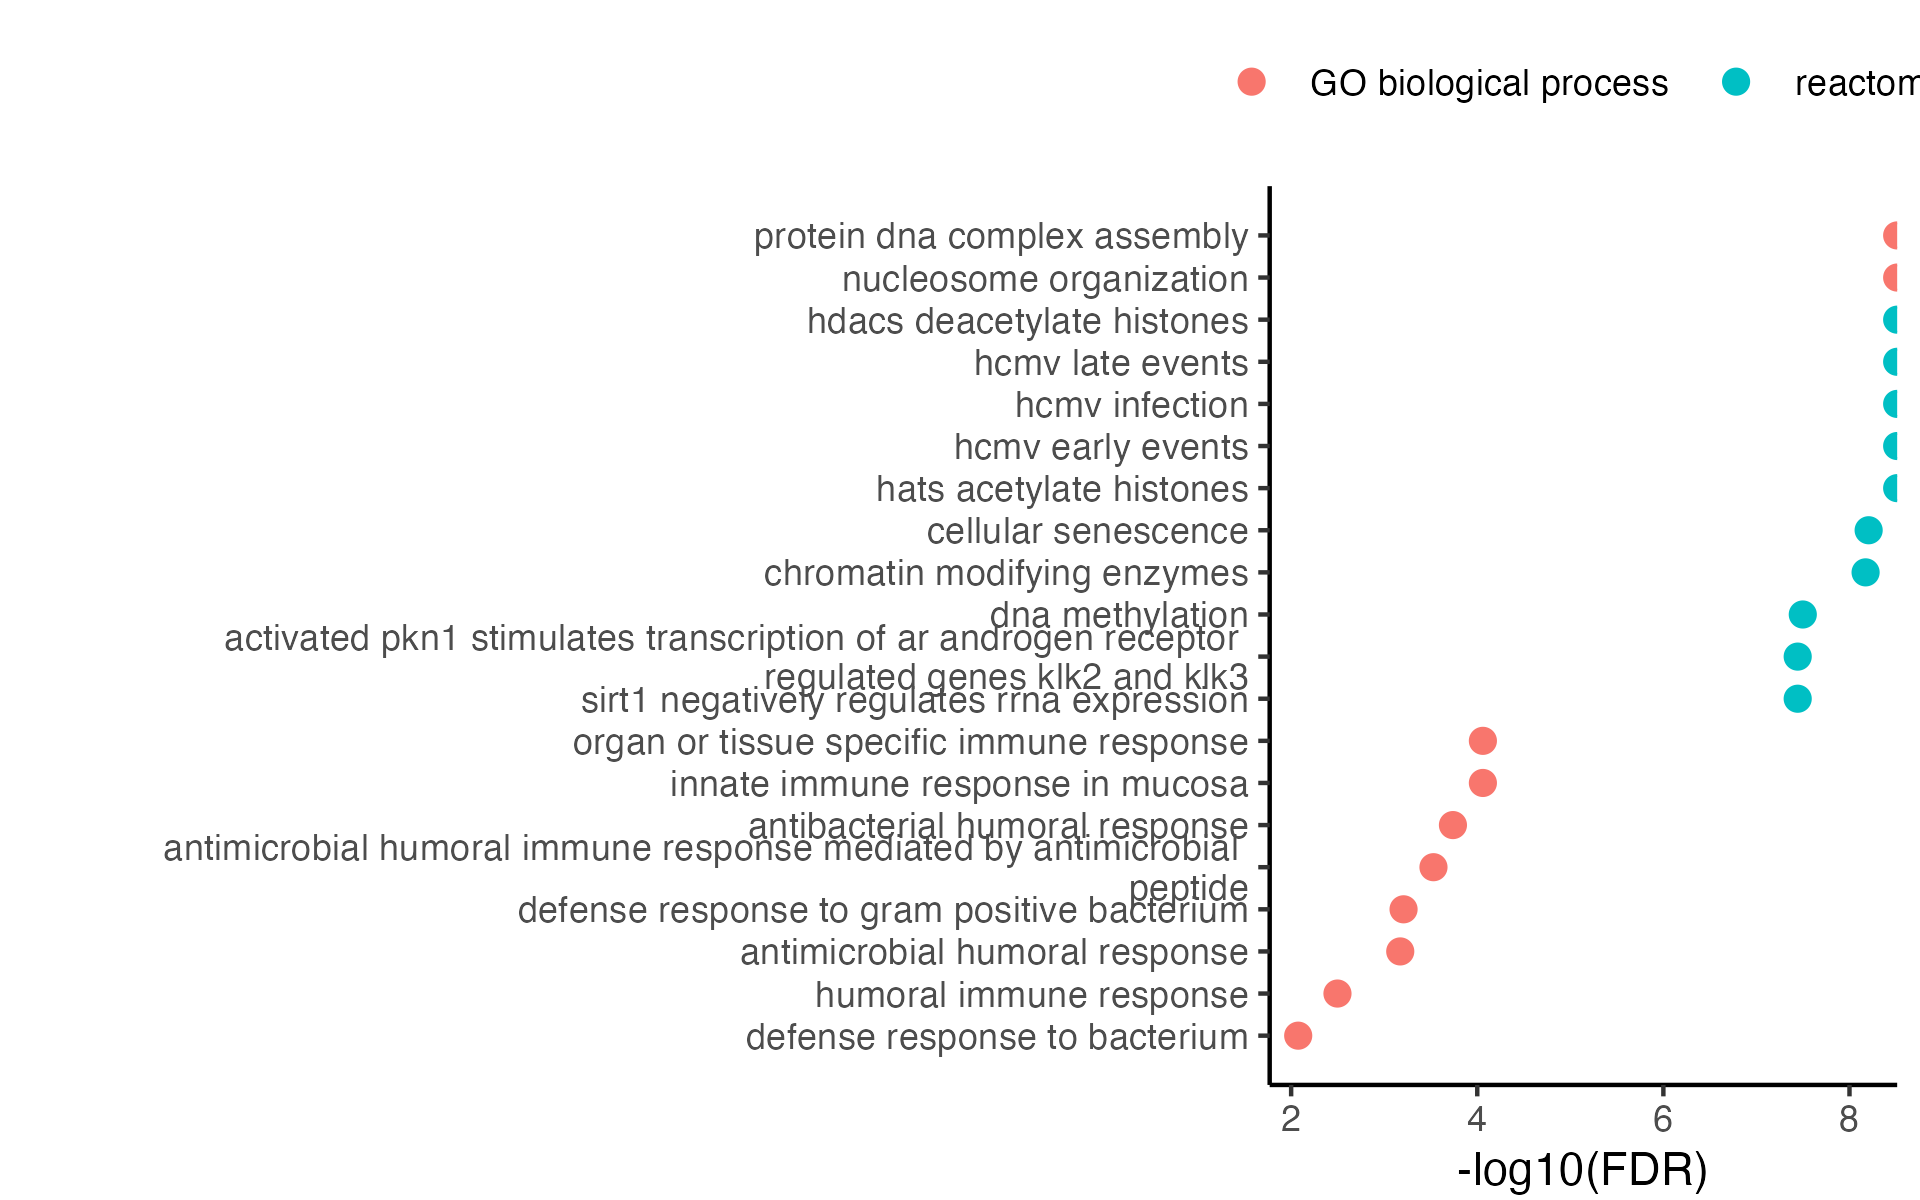 GO biological process reactom
protein dna complex assembly
nucleosome organization
hdacs deacetylate histones
hcmv late events
hcmv infection
hcmv early events
hats acetylate histones
cellular senescence
chromatin modifying enzymes
dna methylation
activated pkn1 stimulates transcription of ar androgen receptor
regulated genes klk2 and klk3
sirt1 negatively regulates rrna expression
organ or tissue specific immune response
innate immune response in mucosa
antibacterial humoral response
antimicrobial humoral immune response mediated by antimicrobial
peptide
defense response to gram positive bacterium
antimicrobial humoral response
humoral immune response
defense response to bacterium
2 4 6 8
-log10(FDR)